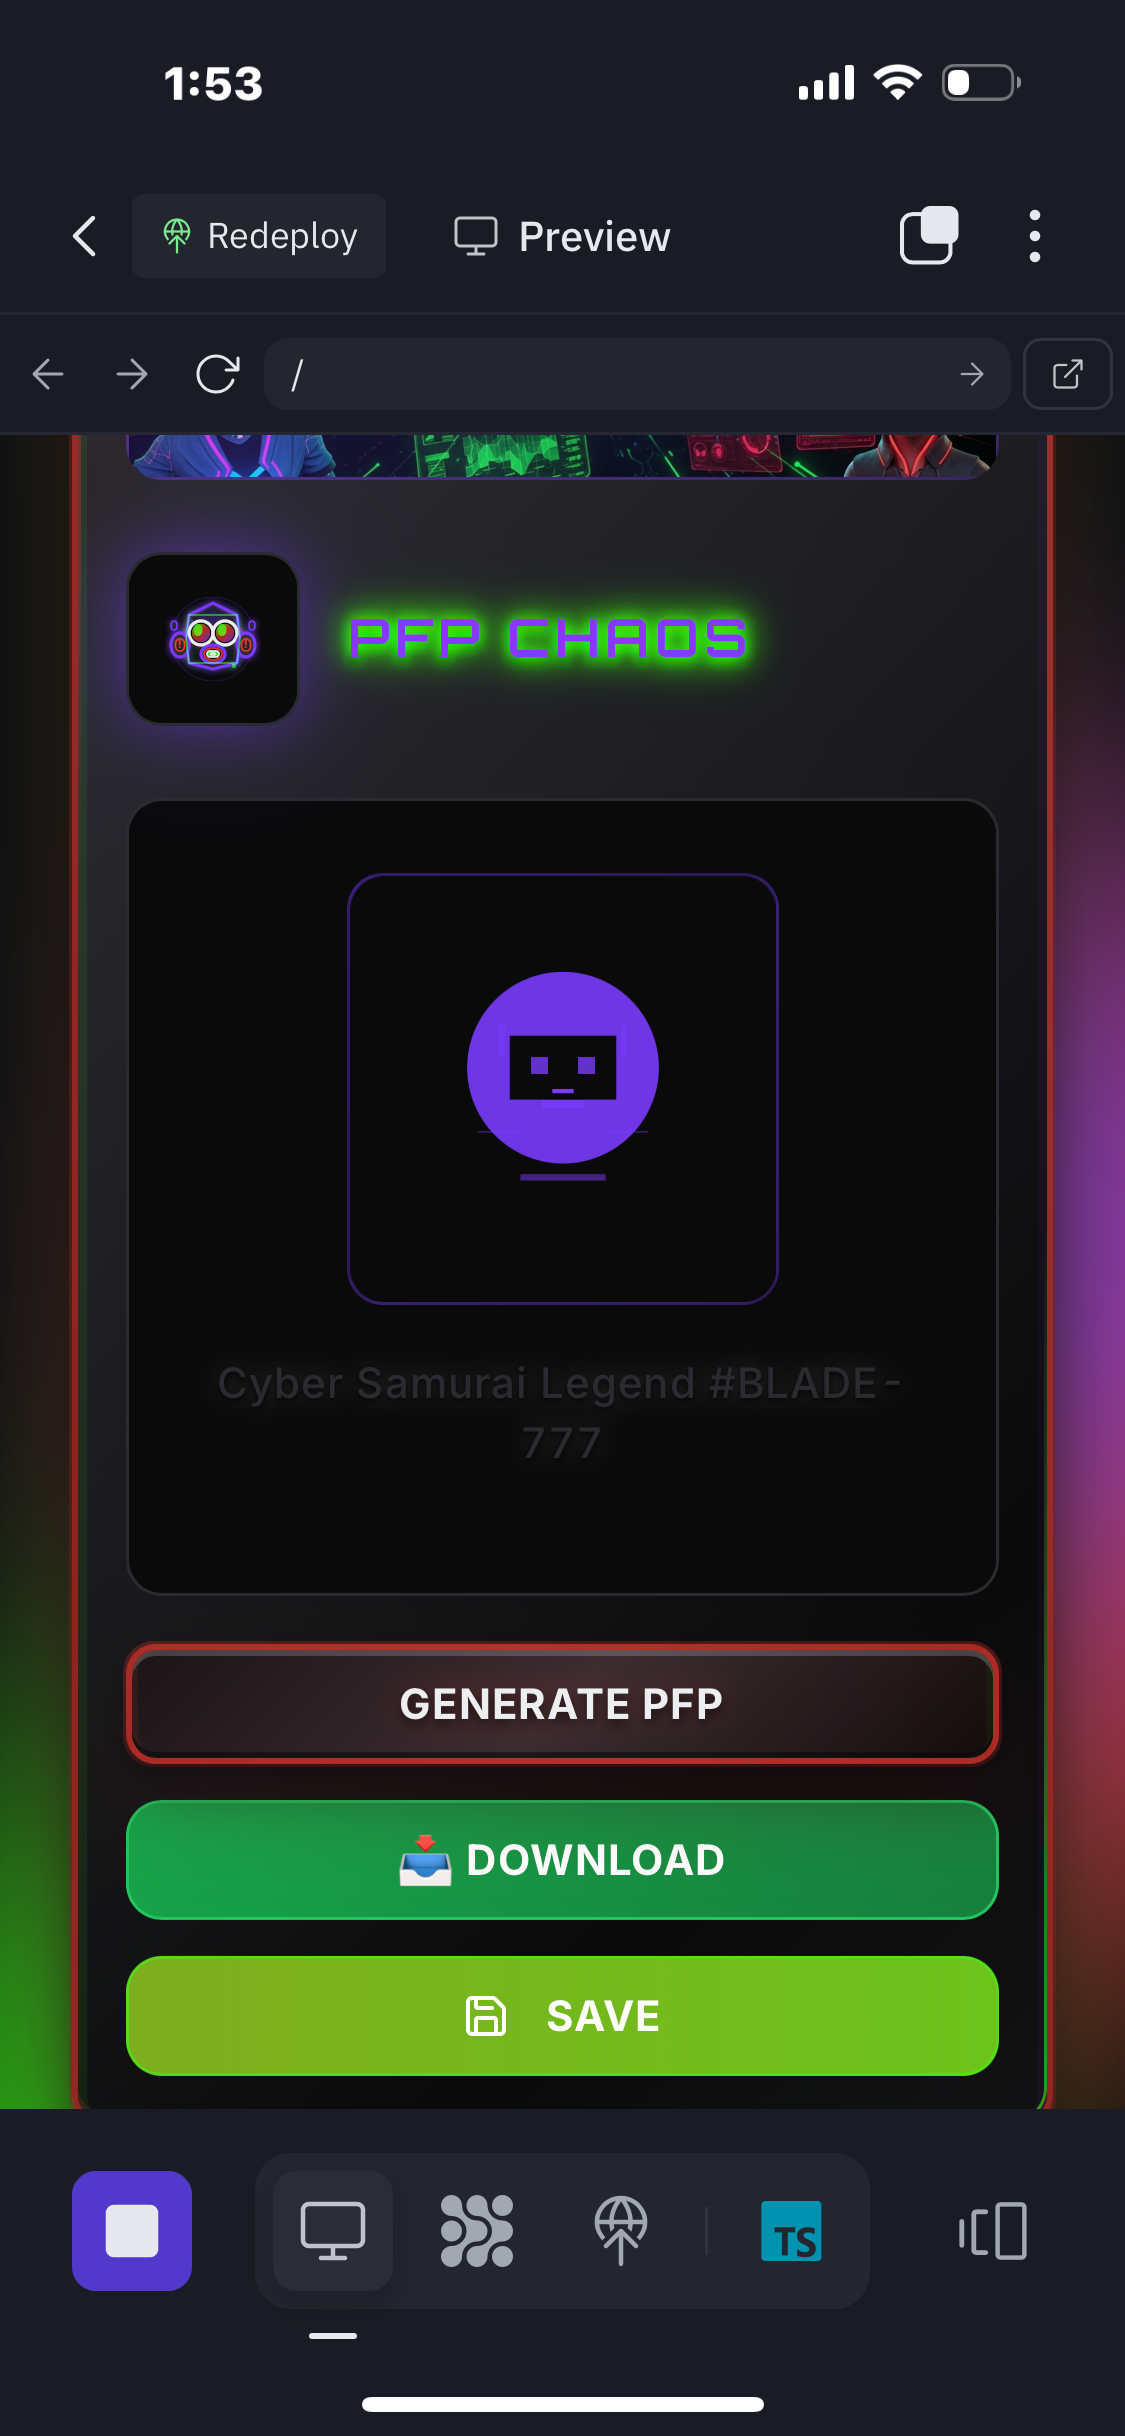 1:53
Redeploy
Preview
/
PFP CHAOS
Cyber Samurai Legend #BLADE-
777
GENERATE PFP
DOWNLOAD
SAVE
TS